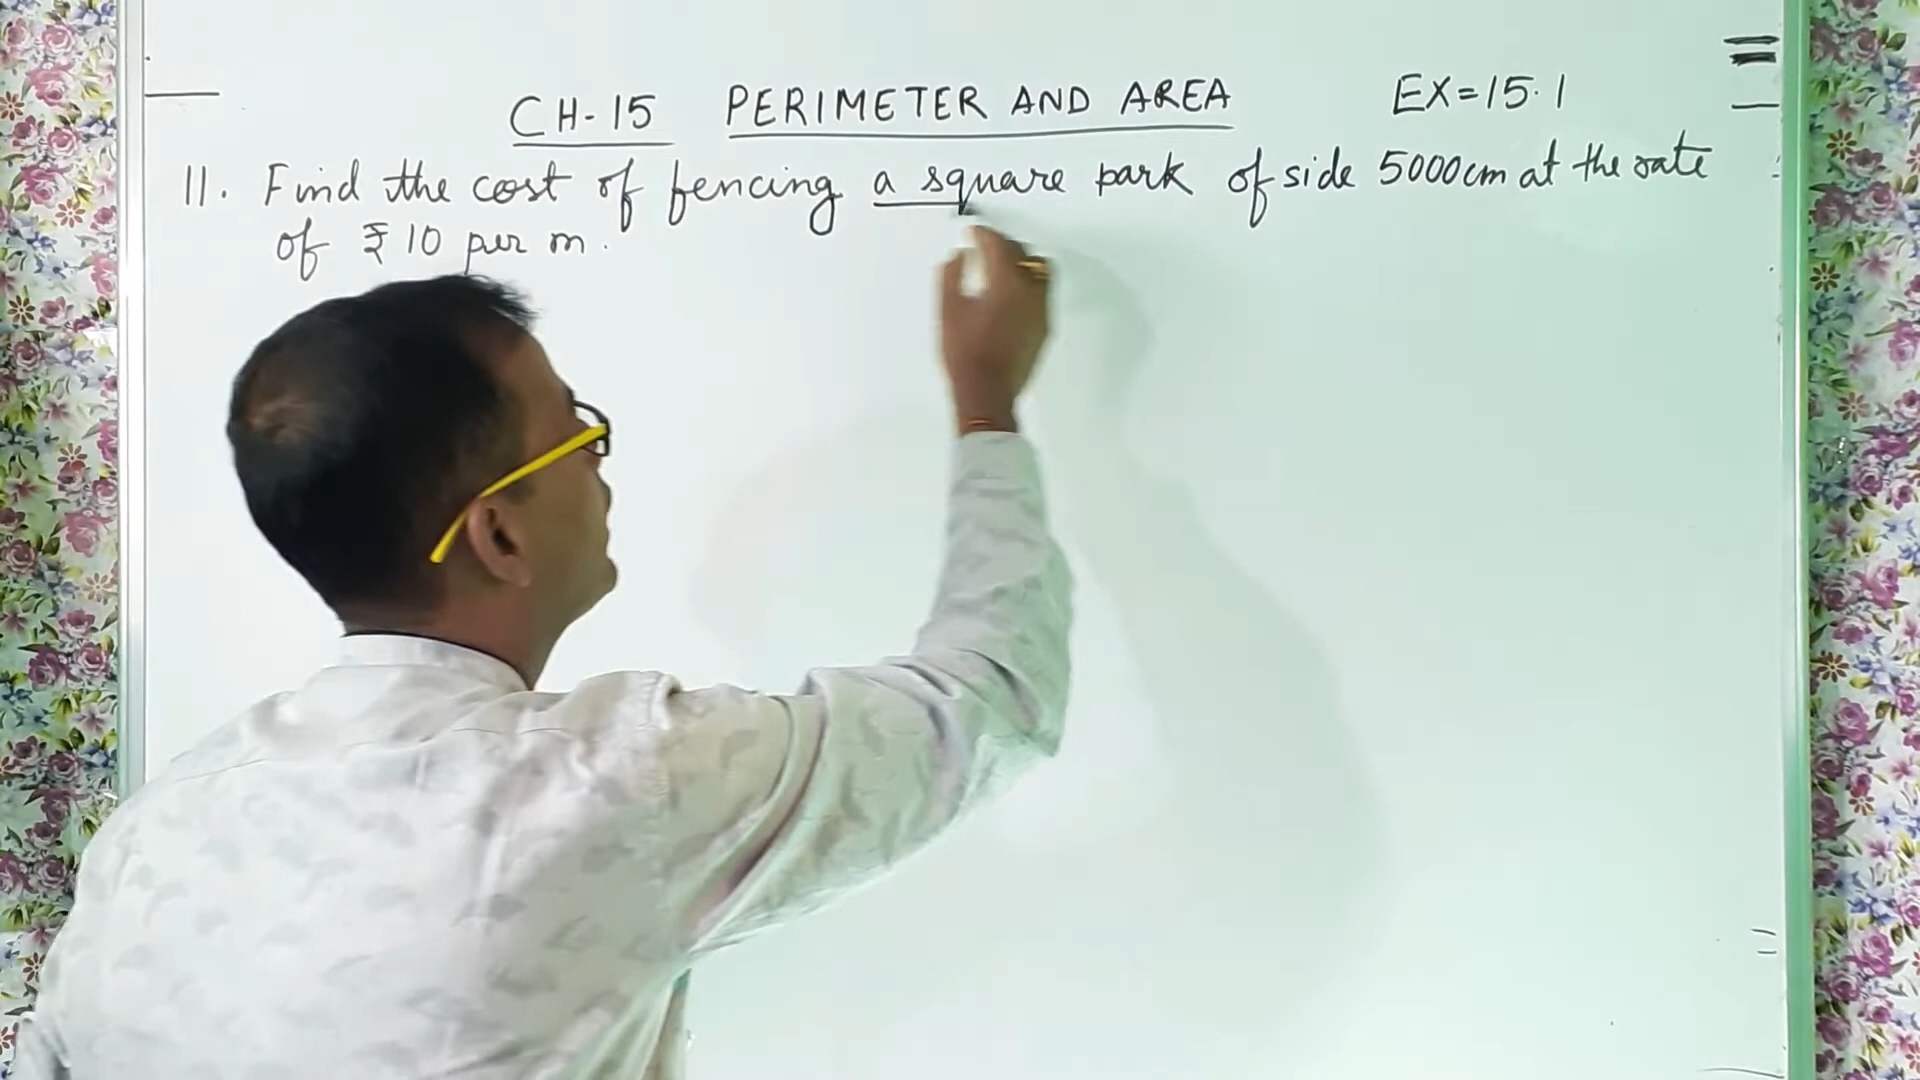 CH-15 PERIMETER AND AREA EX=15.1
11. Find the cost of fencing a square park of side 5000cm at the rate
of ₹ 10 per m.